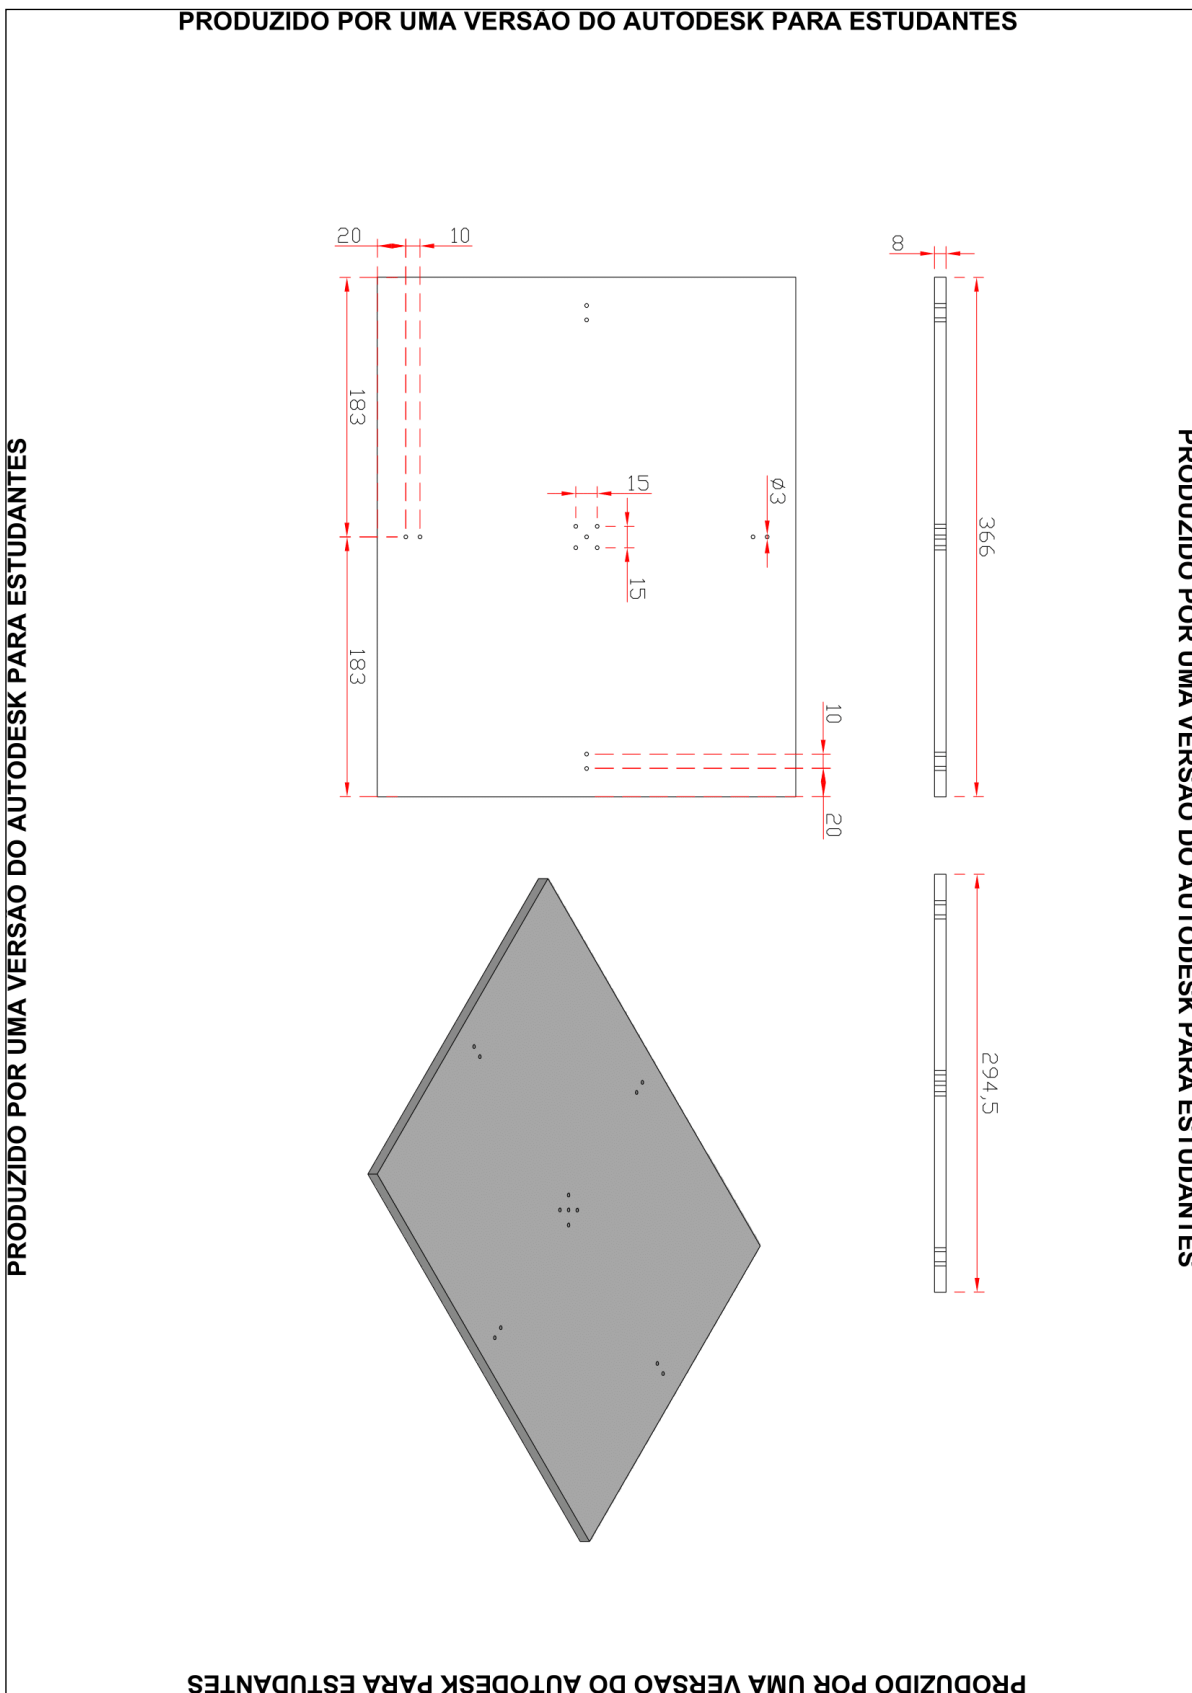 PRODUZIDO POR UMA VERSÃO DO AUTODESK PARA ESTUDANTES
20
10
8
183
366
15
Ø3
15
183
10
20
294,5
PRODUZIDO POR UMA VERSÃO DO AUTODESK PARA ESTUDANTES
PRODUZIDO POR UMA VERSÃO DO AUTODESK PARA ESTUDANTES
PRODUZIDO POR UMA VERSÃO DO AUTODESK PARA ESTUDANTES